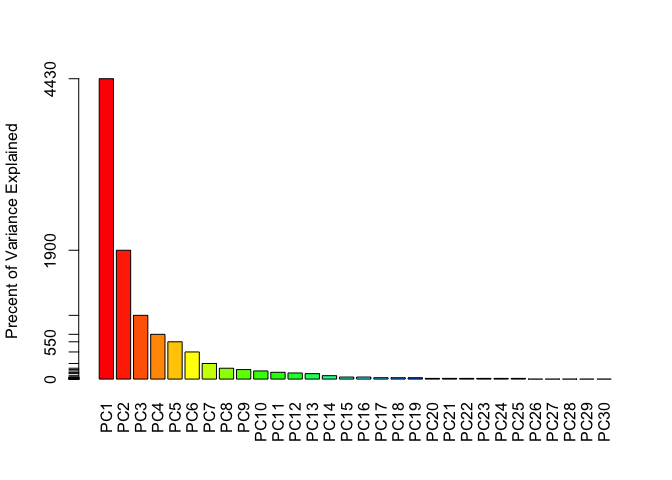 Precent of Variance Explained
4430
1900
550
0
PC1
PC2
PC3
PC4
PC5
PC6
PC7
PC8
PC9
PC10
PC11
PC12
PC13
PC14
PC15
PC16
PC17
PC18
PC19
PC20
PC21
PC22
PC23
PC24
PC25
PC26
PC27
PC28
PC29
PC30